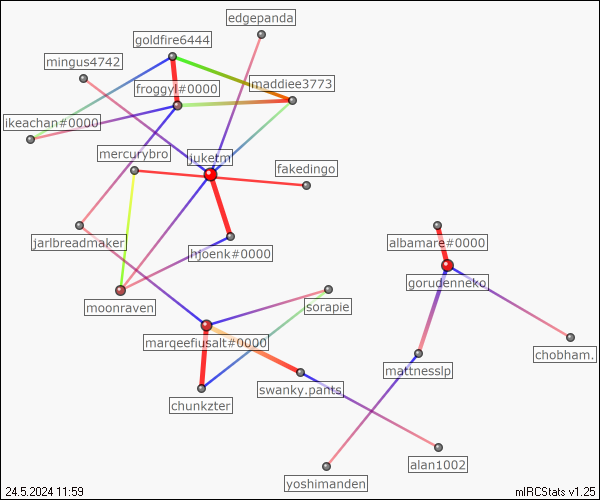 edgepanda
goldfire6444
mingus4742
maddiee3773
froggyl#0000
ikeachan#0000
mercurybro
juketm
fakedingo
jarlbreadmaker
albamare#0000
hjoenk#0000
gorudenneko.
moonraven
sorapie
marqeefiusalt#0000
chobham.
mattnesslp
swanky.pants
chunkzter
alan1002
yoshimanden
24.5.2024 11:59
mIRCStats v1.25